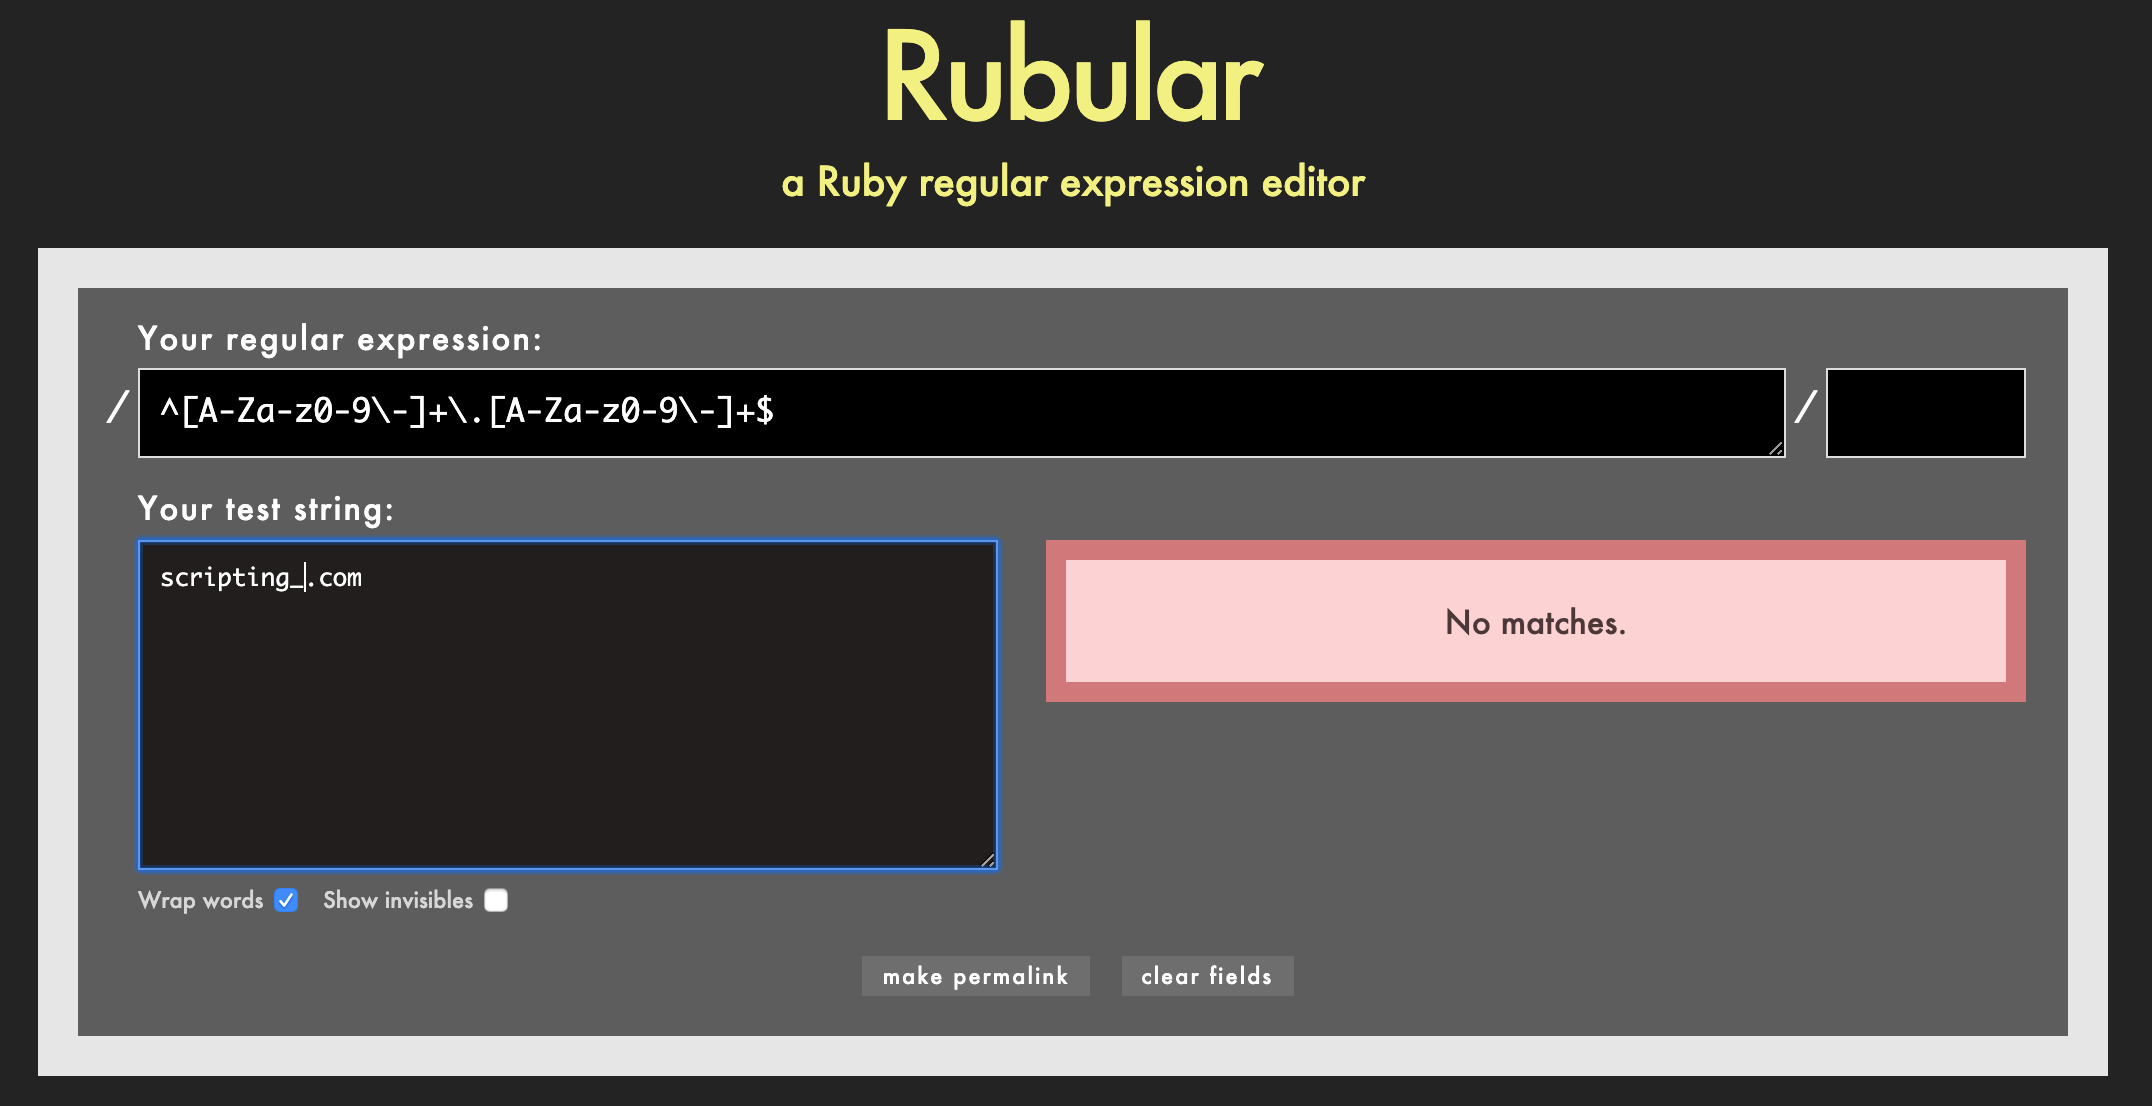 Rubular
a Ruby regular expression editor
Your regular expression:
/ ^[A-Za-z0-9\-]+\.[A-Za-z0-9\-]+$ /
Your test string:
scripting_.com
No matches.
Wrap words Show invisibles
make permalink clear fields